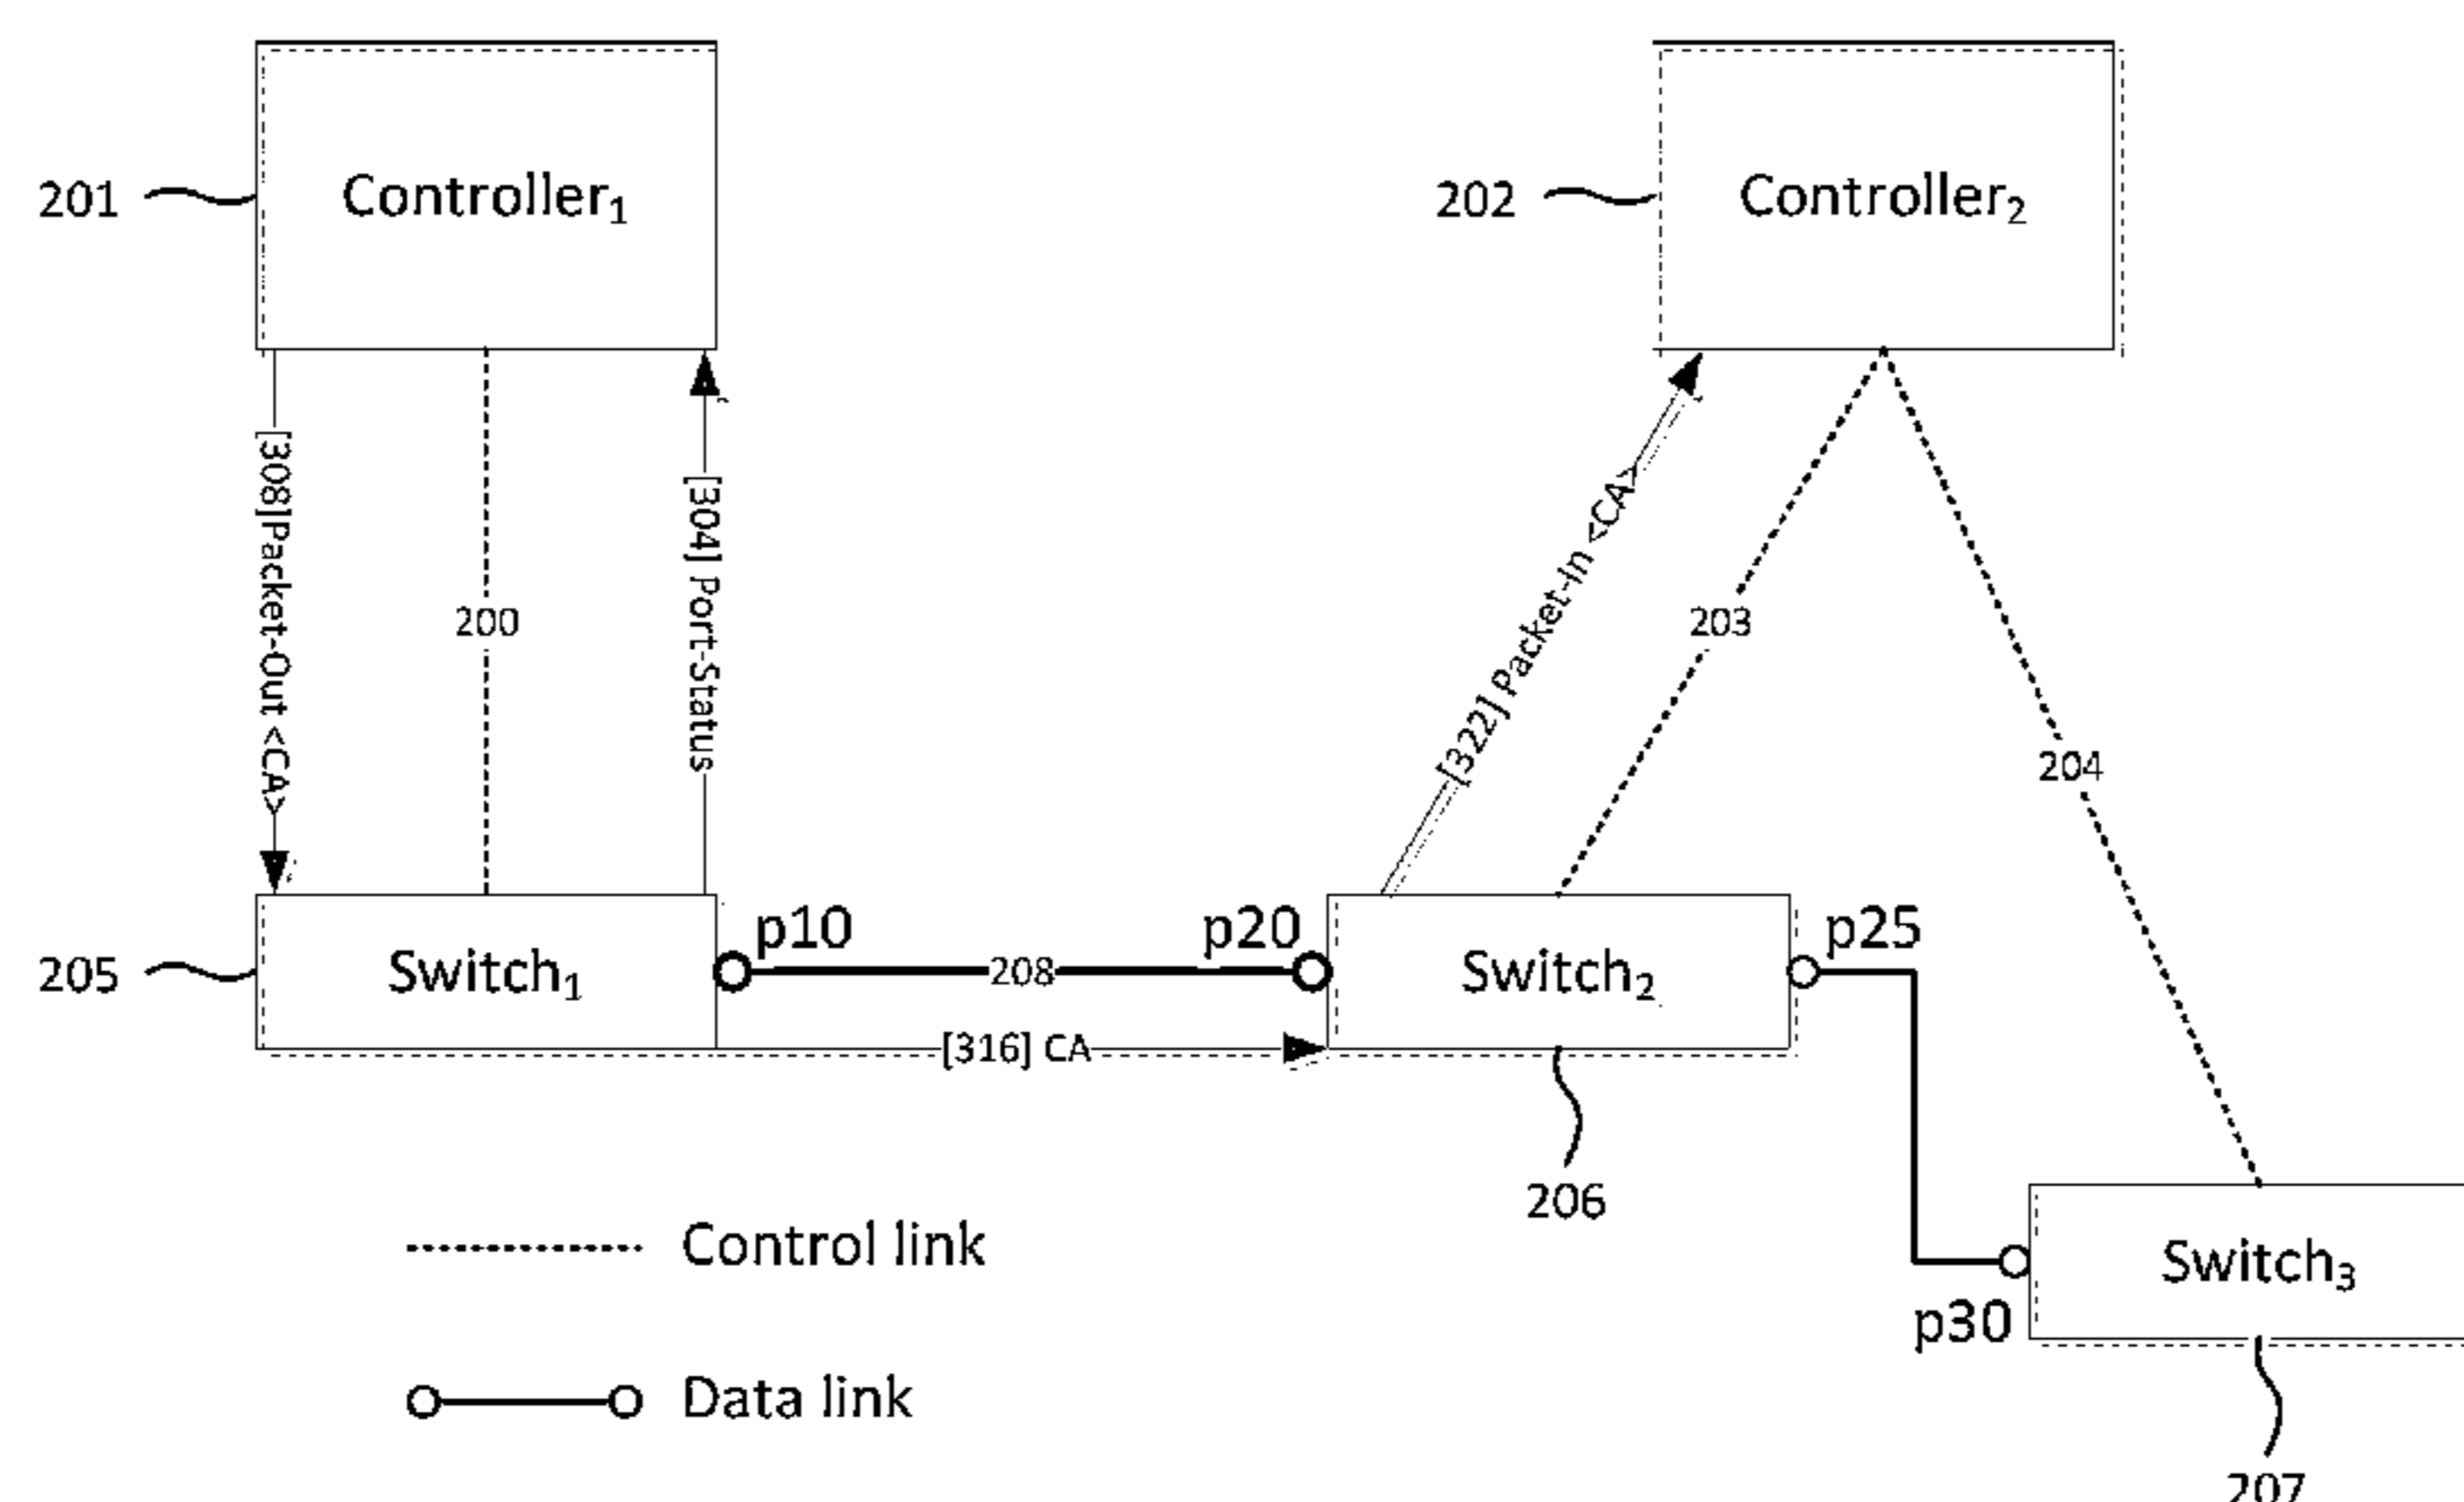 201
Controller₁
202
Controller₂
[308]Packet-Out <CA>
200
[304] Port-Status
[322] Packet-In <CA>
203
204
205
Switch₁
p10
208
p20
Switch₂
p25
[316] CA
206
Control link
p30
Switch₃
Data link
207